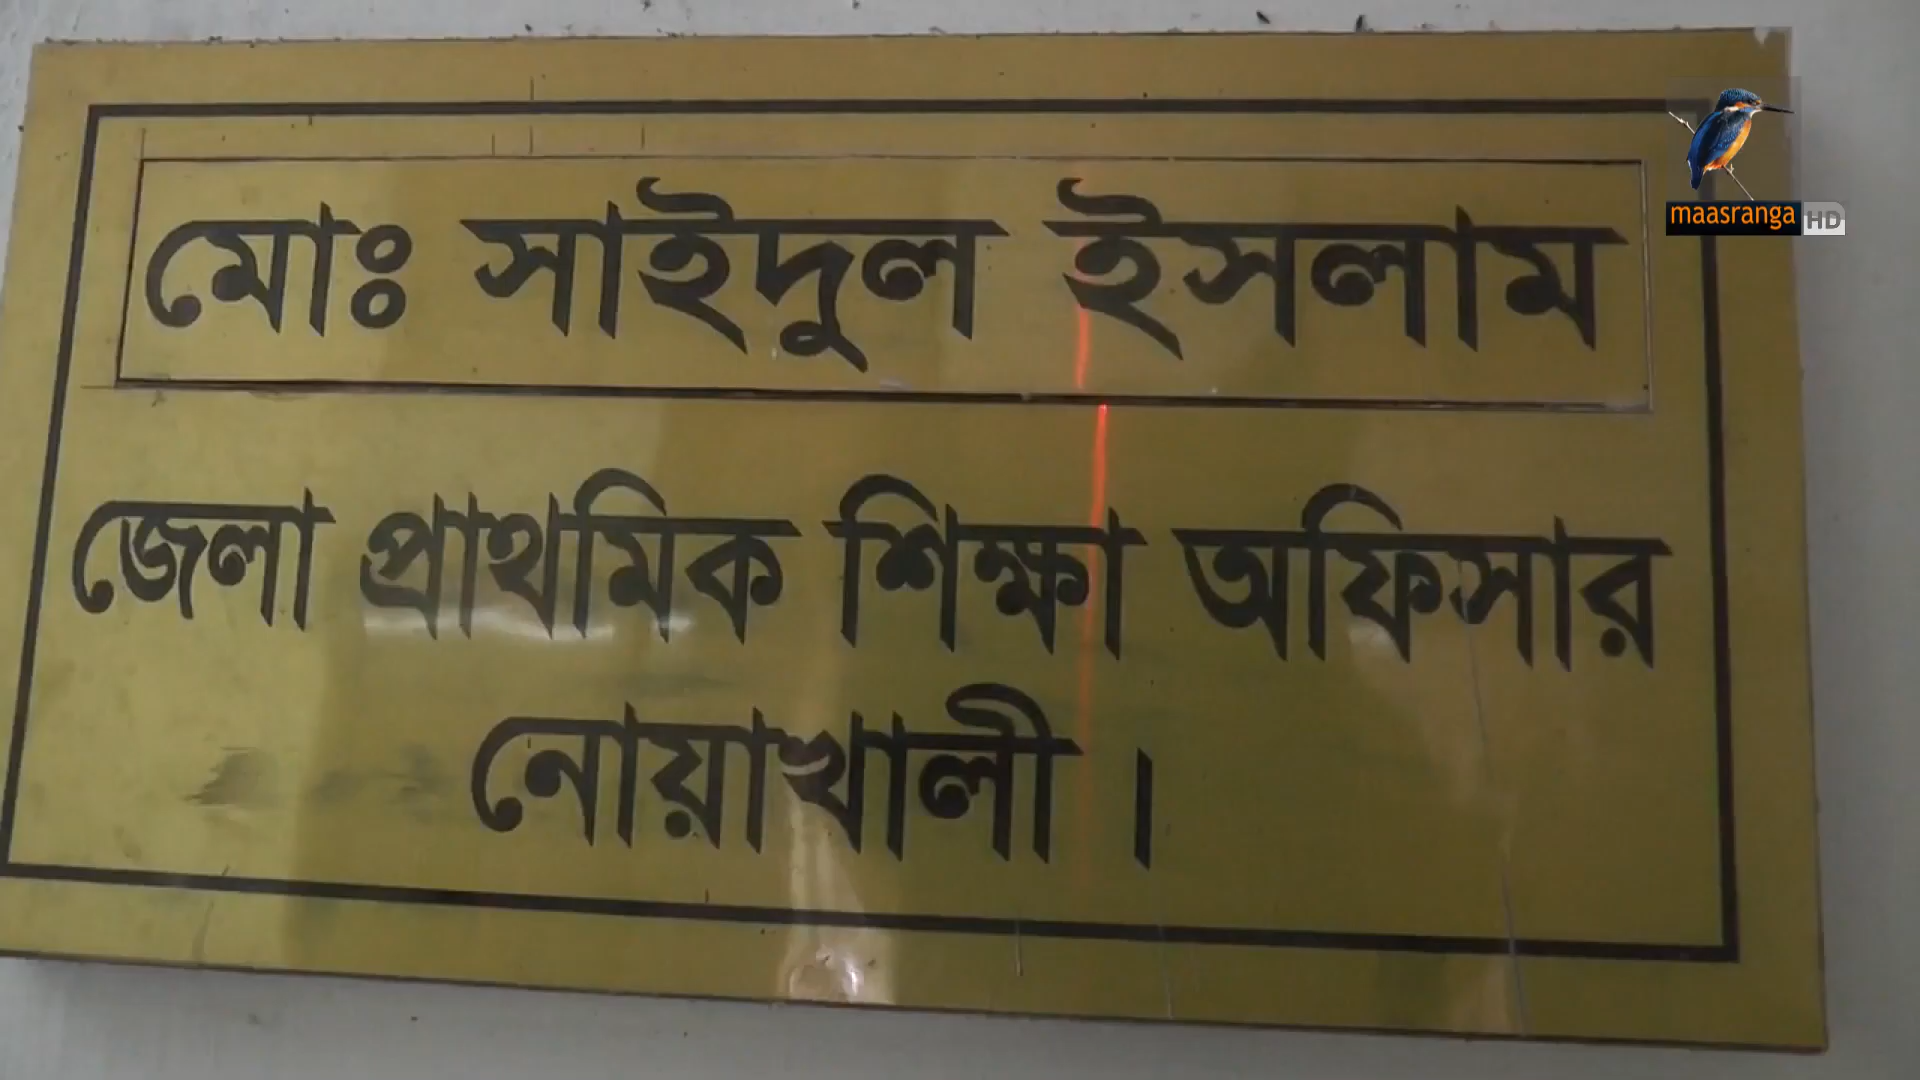 maasranga HD
মোঃ সাইদুল ইসলাম
জেলা প্রাথমিক শিক্ষা অফিসার
নোয়াখালী ।